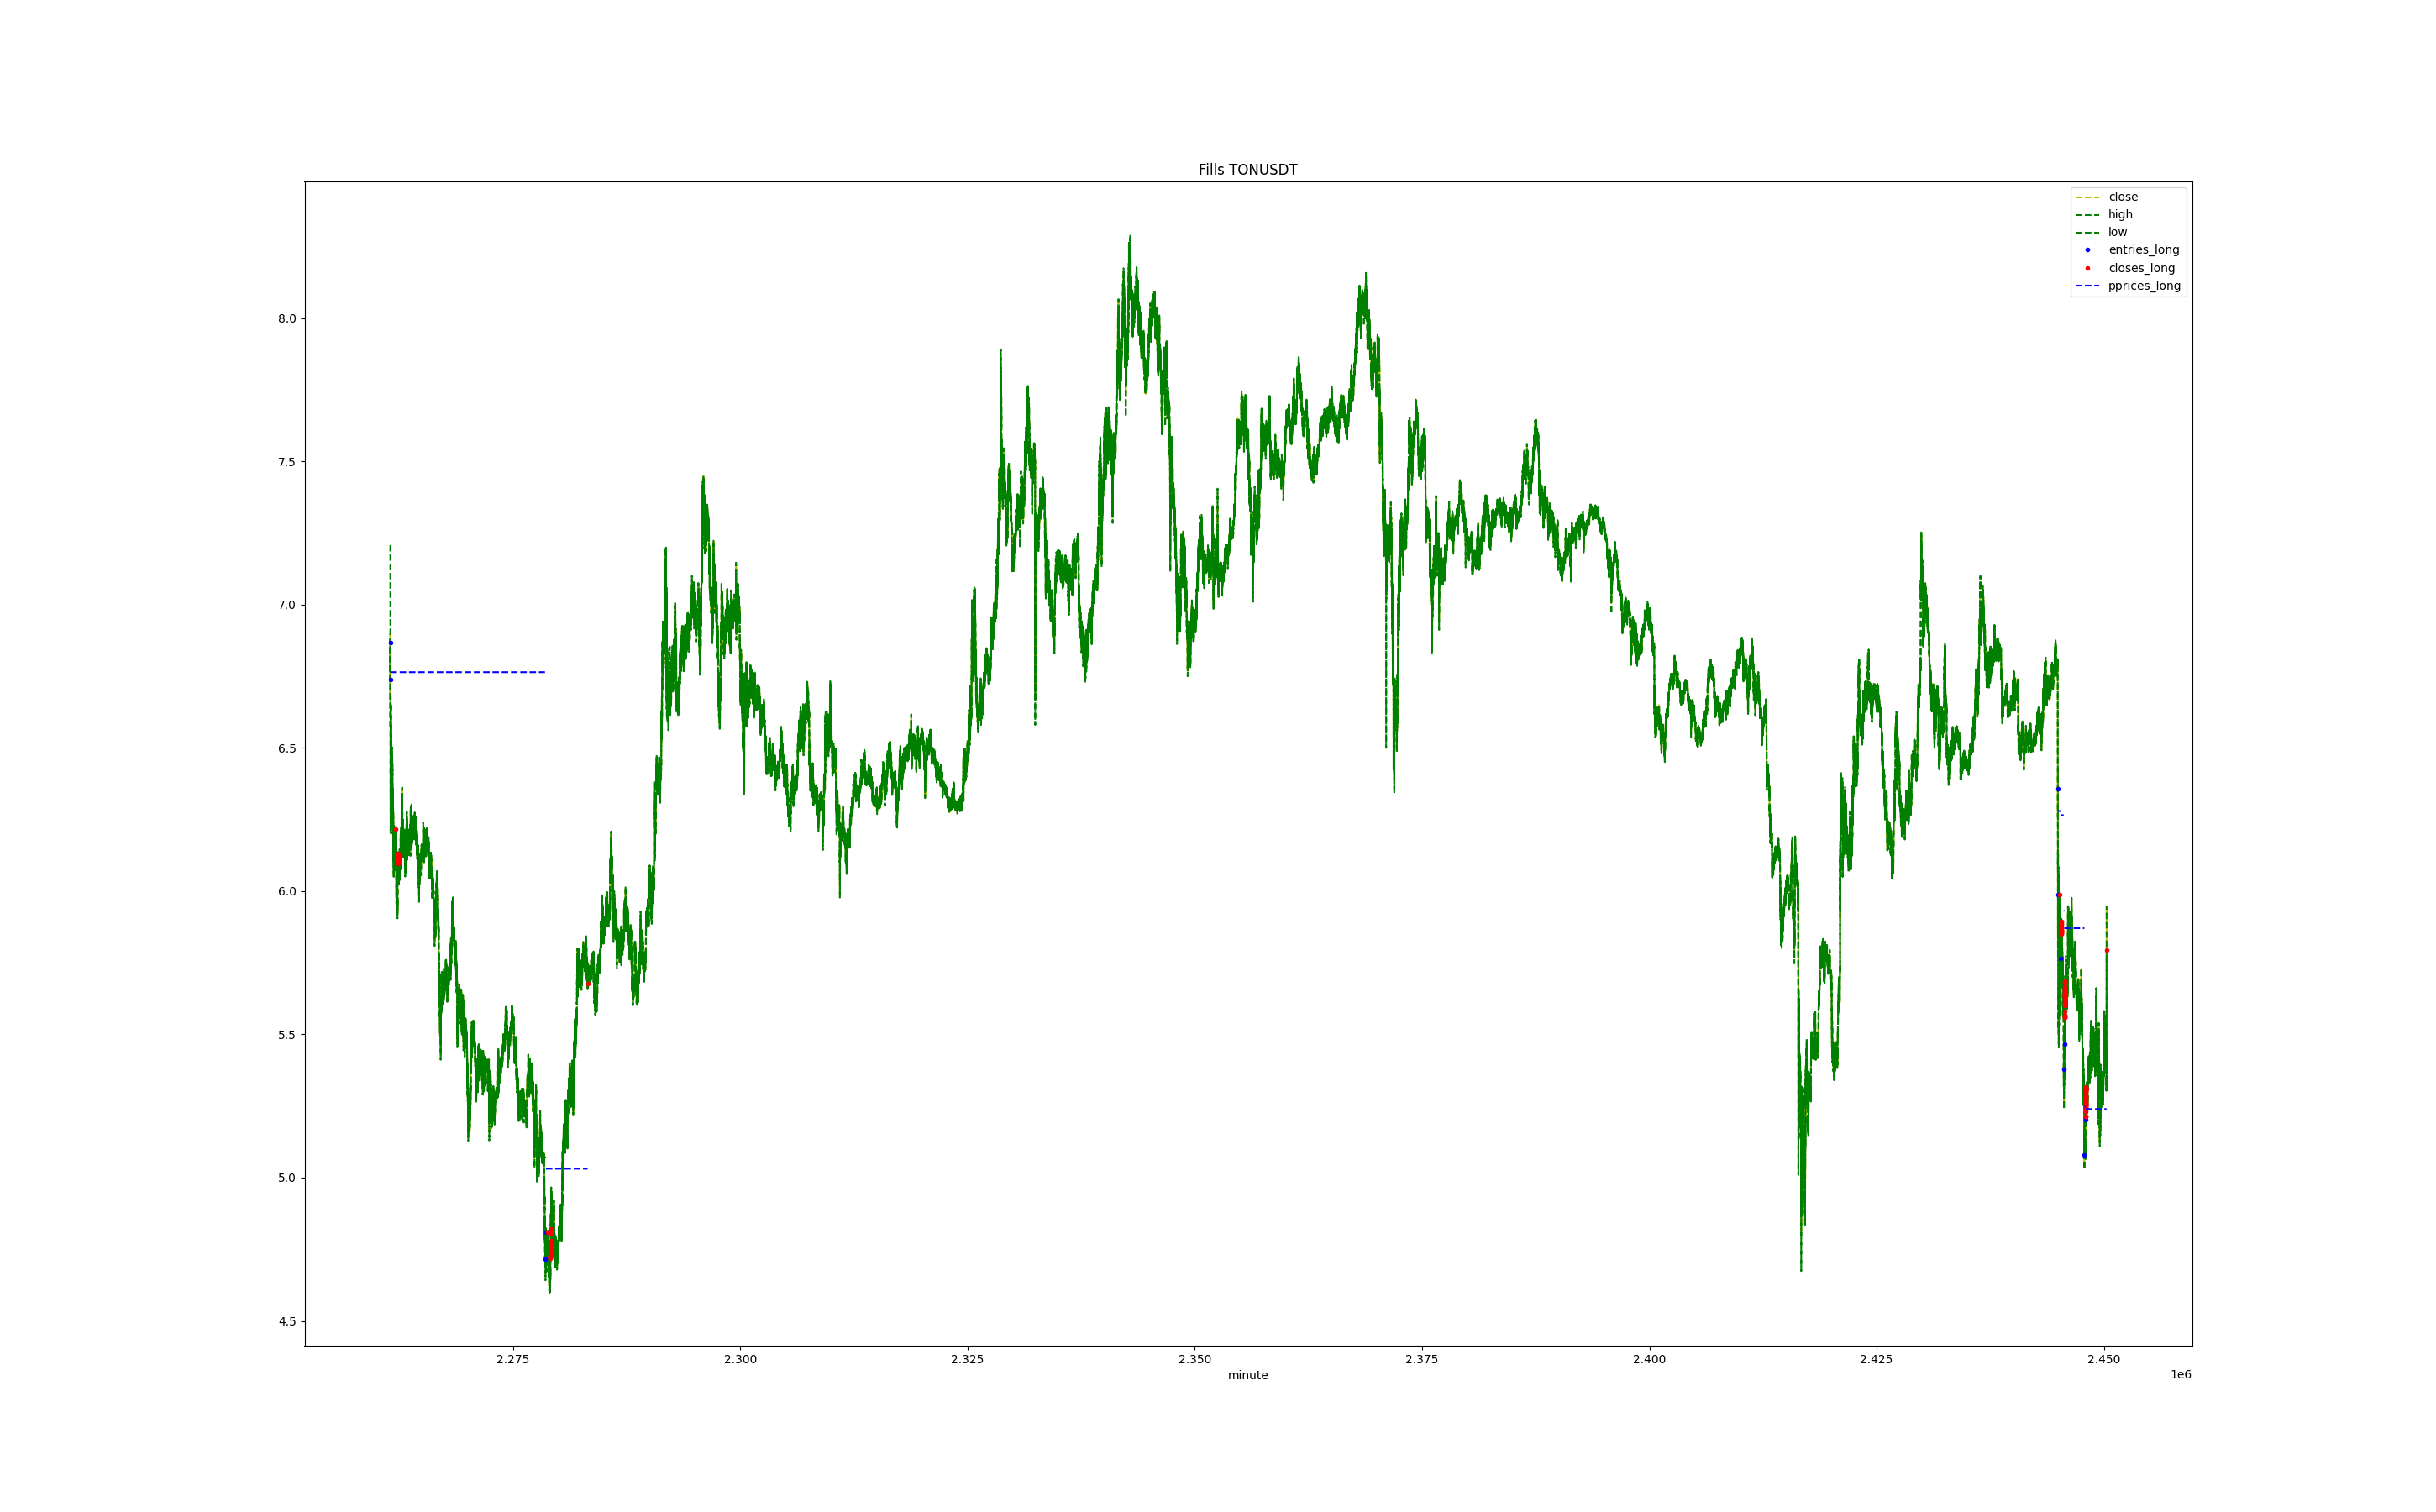 Fills TONUSDT
close
high
low
entries_long
closes_long
pprices_long
8.0
7.5
7.0
6.5
6.0
5.5
5.0
4.5
2.275 2.300 2.325 2.350 2.375 2.400 2.425 2.450
minute 1e6